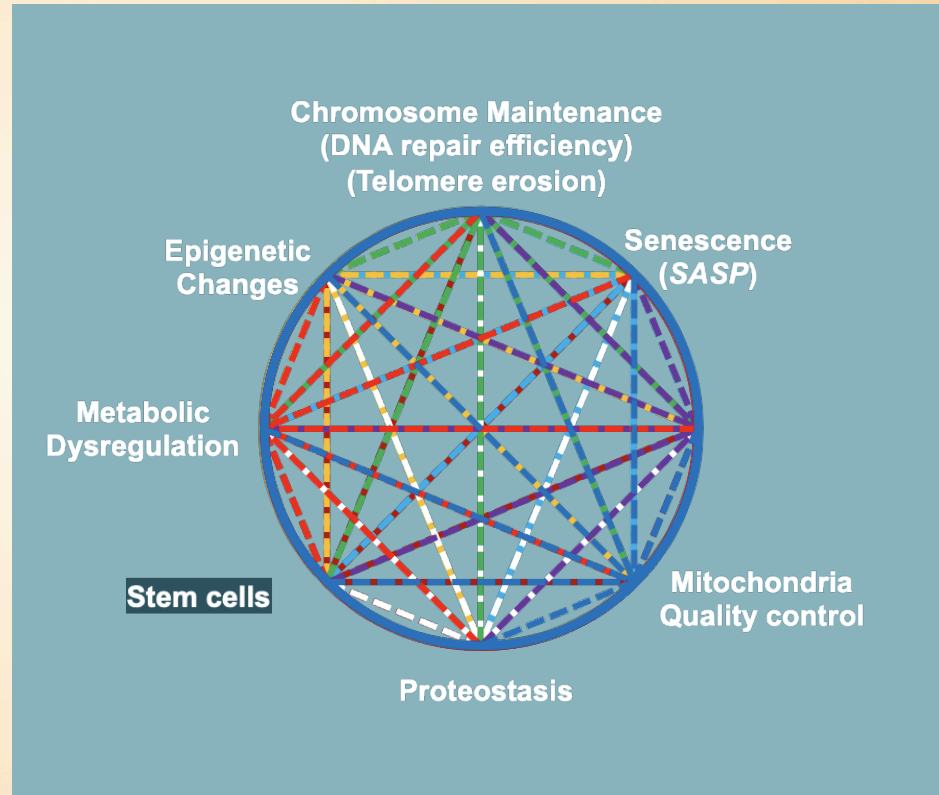 Chromosome Maintenance
(DNA repair efficiency)
(Telomere erosion)
Epigenetic
Changes
Senescence
(SASP)
Metabolic
Dysregulation
Stem cells
Mitochondria
Quality control
Proteostasis